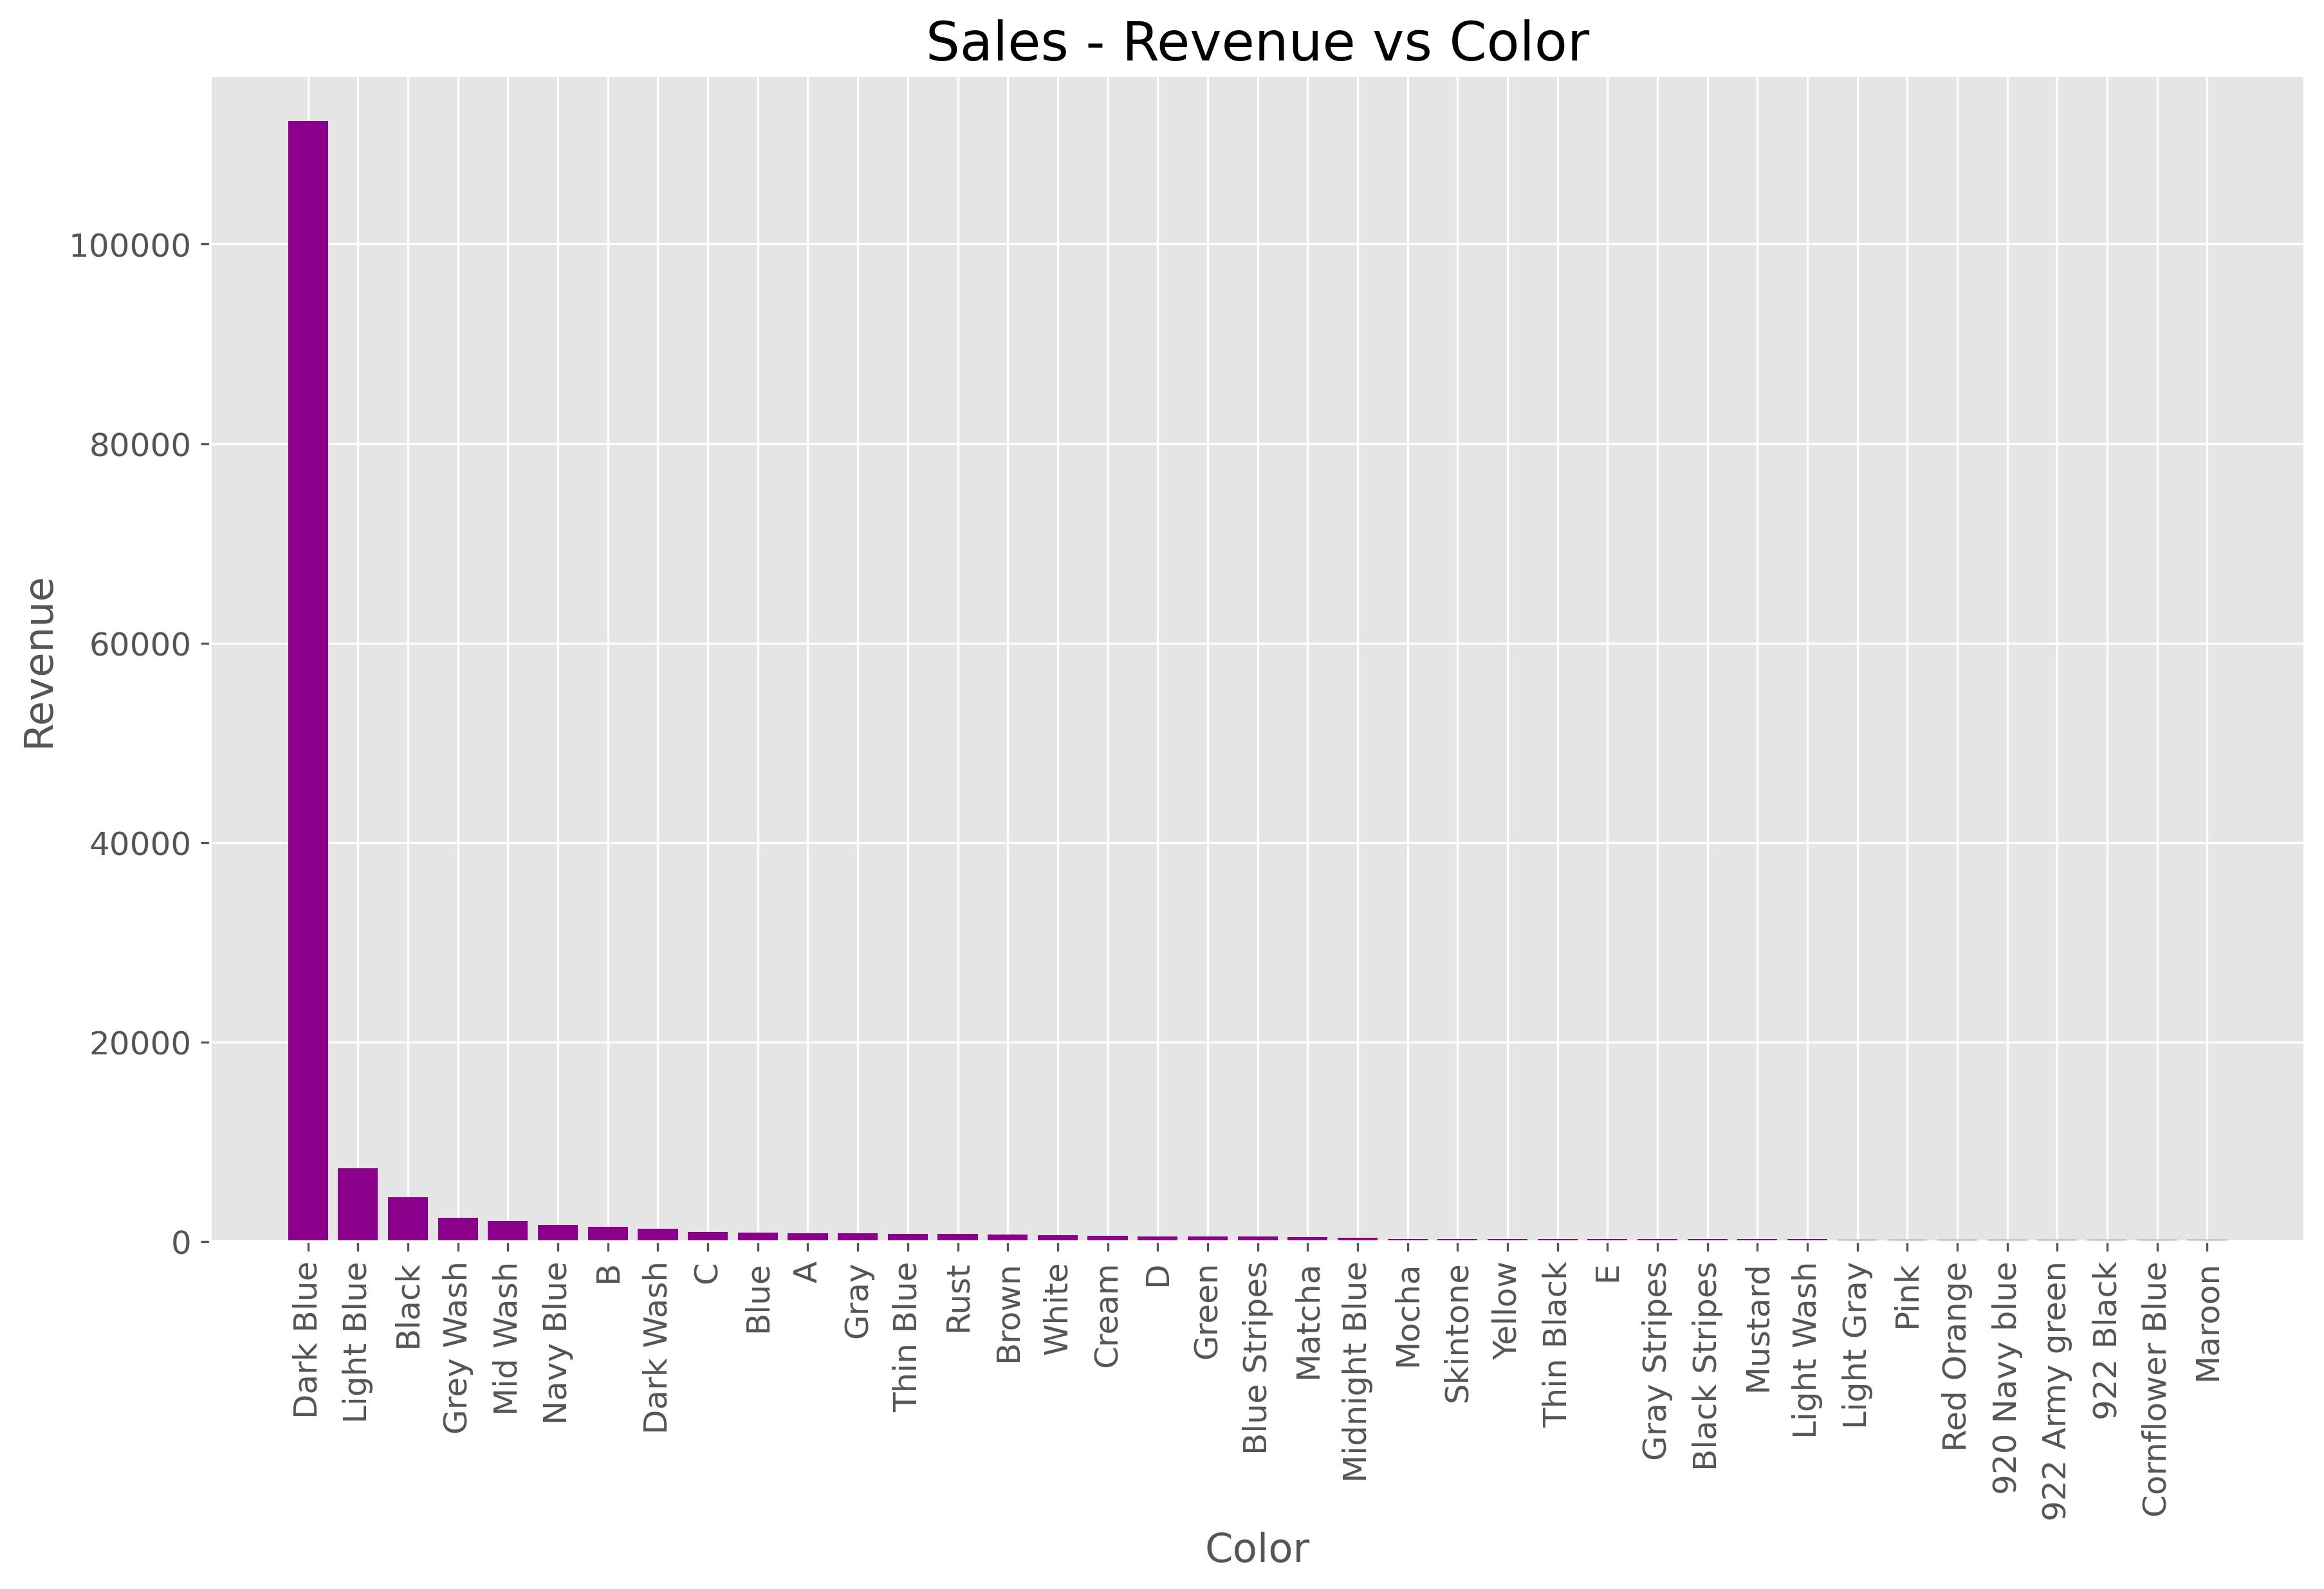 Sales - Revenue vs Color
Revenue
100000
80000
60000
40000
20000
0
Dark Blue
Light Blue
Black
Grey Wash
Mid Wash
Navy Blue
B
Dark Wash
C
Blue
A
Gray
Thin Blue
Rust
Brown
White
Cream
D
Green
Blue Stripes
Matcha
Midnight Blue
Mocha
Skintone
Yellow
Thin Black
E
Gray Stripes
Black Stripes
Mustard
Light Wash
Light Gray
Pink
Red Orange
920 Navy blue
922 Army green
922 Black
Cornflower Blue
Maroon
Color